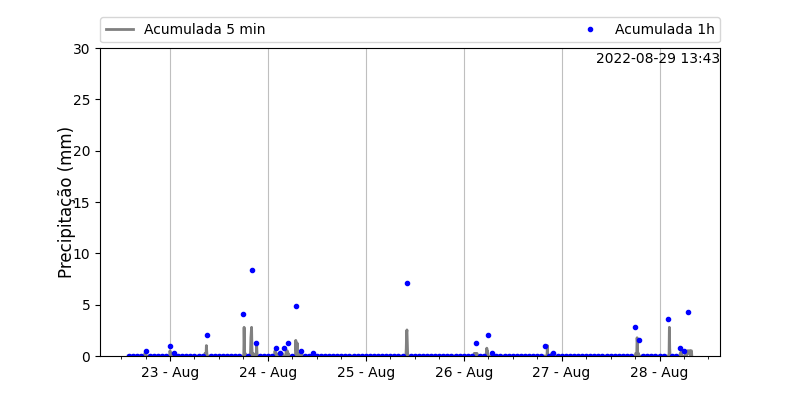 Acumulada 5 min
Acumulada 1h
2022-08-29 13:43
Precipitação (mm)
30
25
20
15
10
5
0
23 - Aug
24 - Aug
25 - Aug
26 - Aug
27 - Aug
28 - Aug